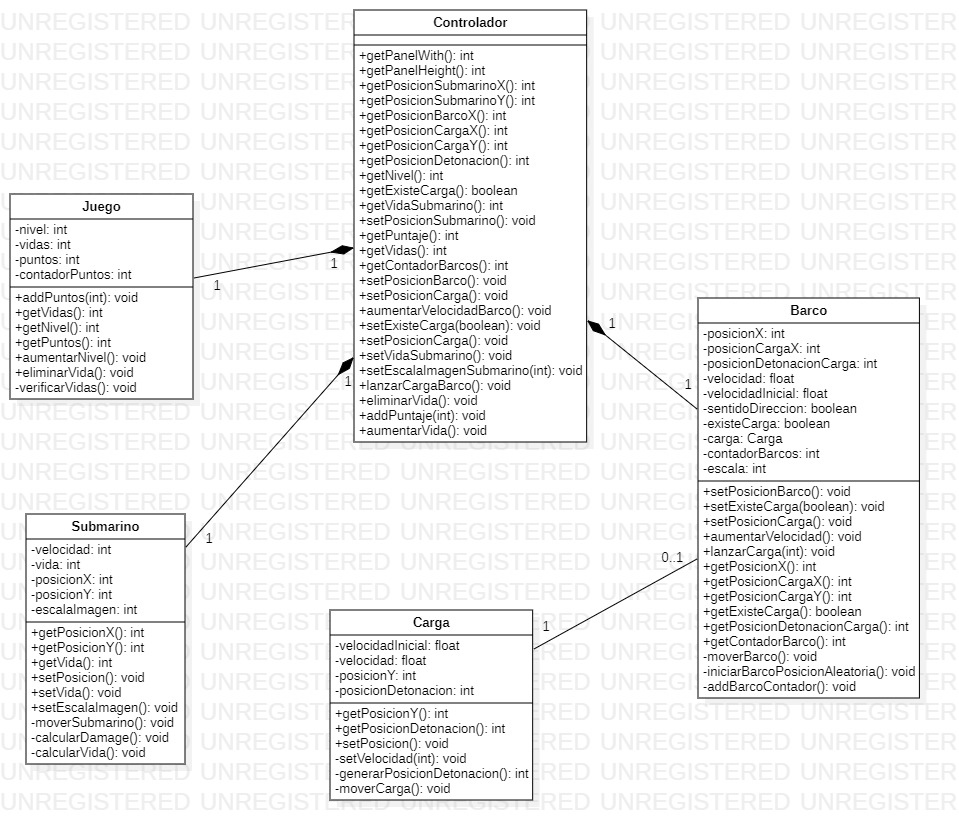 Controlador
+getPanelWith(): int
+getPanelHeight(): int
+getPosicionSubmarinoX(): int
+getPosicionSubmarinoY(): int
+getPosicionBarcoX(): int
+getPosicionCargaX(): int
+getPosicionCargaY(): int
+getPosicionDetonacion(): int
+getNivel(): int
+getExisteCarga(): boolean
+getVidaSubmarino(): int
+setPosicionSubmarino(): void
+getPuntaje(): int
+getVidas(): int
+getContadorBarcos(): int
+setPosicionBarco(): void
+setPosicionCarga(): void
+aumentarVelocidadBarco(): void
+setExisteCarga(boolean): void
+setPosicionCarga(): void
+setVidaSubmarino(): void
+setEscalaImagenSubmarino(int): void
+lanzarCargaBarco(): void
+eliminarVida(): void
+addPuntaje(int): void
+aumentarVida(): void
Juego
-nivel: int
-vidas: int
-puntos: int
-contadorPuntos: int
+addPuntos(int): void
+getVidas(): int
+getNivel(): int
+getPuntos(): int
+aumentarNivel(): void
+eliminarVida(): void
-verificarVidas(): void
1
1
1
1
1
1
Barco
-posicionX: int
-posicionCargaX: int
-posicionDetonacionCarga: int
-velocidad: float
-velocidadInicial: float
-sentidoDireccion: boolean
-existeCarga: boolean
-carga: Carga
-contadorBarcos: int
-escala: int
+setPosicionBarco(): void
+setExisteCarga(boolean): void
+setPosicionCarga(): void
+aumentarVelocidad(): void
+lanzarCarga(int): void
+getPosicionX(): int
+getPosicionCargaX(): int
+getPosicionCargaY(): int
+getExisteCarga(): boolean
+getPosicionDetonacionCarga(): int
+getContadorBarco(): int
-moverBarco(): void
-iniciarBarcoPosicionAleatoria(): void
-addBarcoContador(): void
Submarino
-velocidad: int
-vida: int
-posicionX: int
-posicionY: int
-escalaImagen: int
+getPosicionX(): int
+getPosicionY(): int
+getVida(): int
+setPosicion(): void
+setVida(): void
+setEscalaImagen(): void
-moverSubmarino(): void
-calcularDamage(): void
-calcularVida(): void
0..1
1
Carga
-velocidadInicial: float
-velocidad: float
-posicionY: int
-posicionDetonacion: int
+getPosicionY(): int
+getPosicionDetonacion(): int
+setPosicion(): void
-setVelocidad(int): void
-generarPosicionDetonacion(): int
-moverCarga(): void
UNREGISTERED